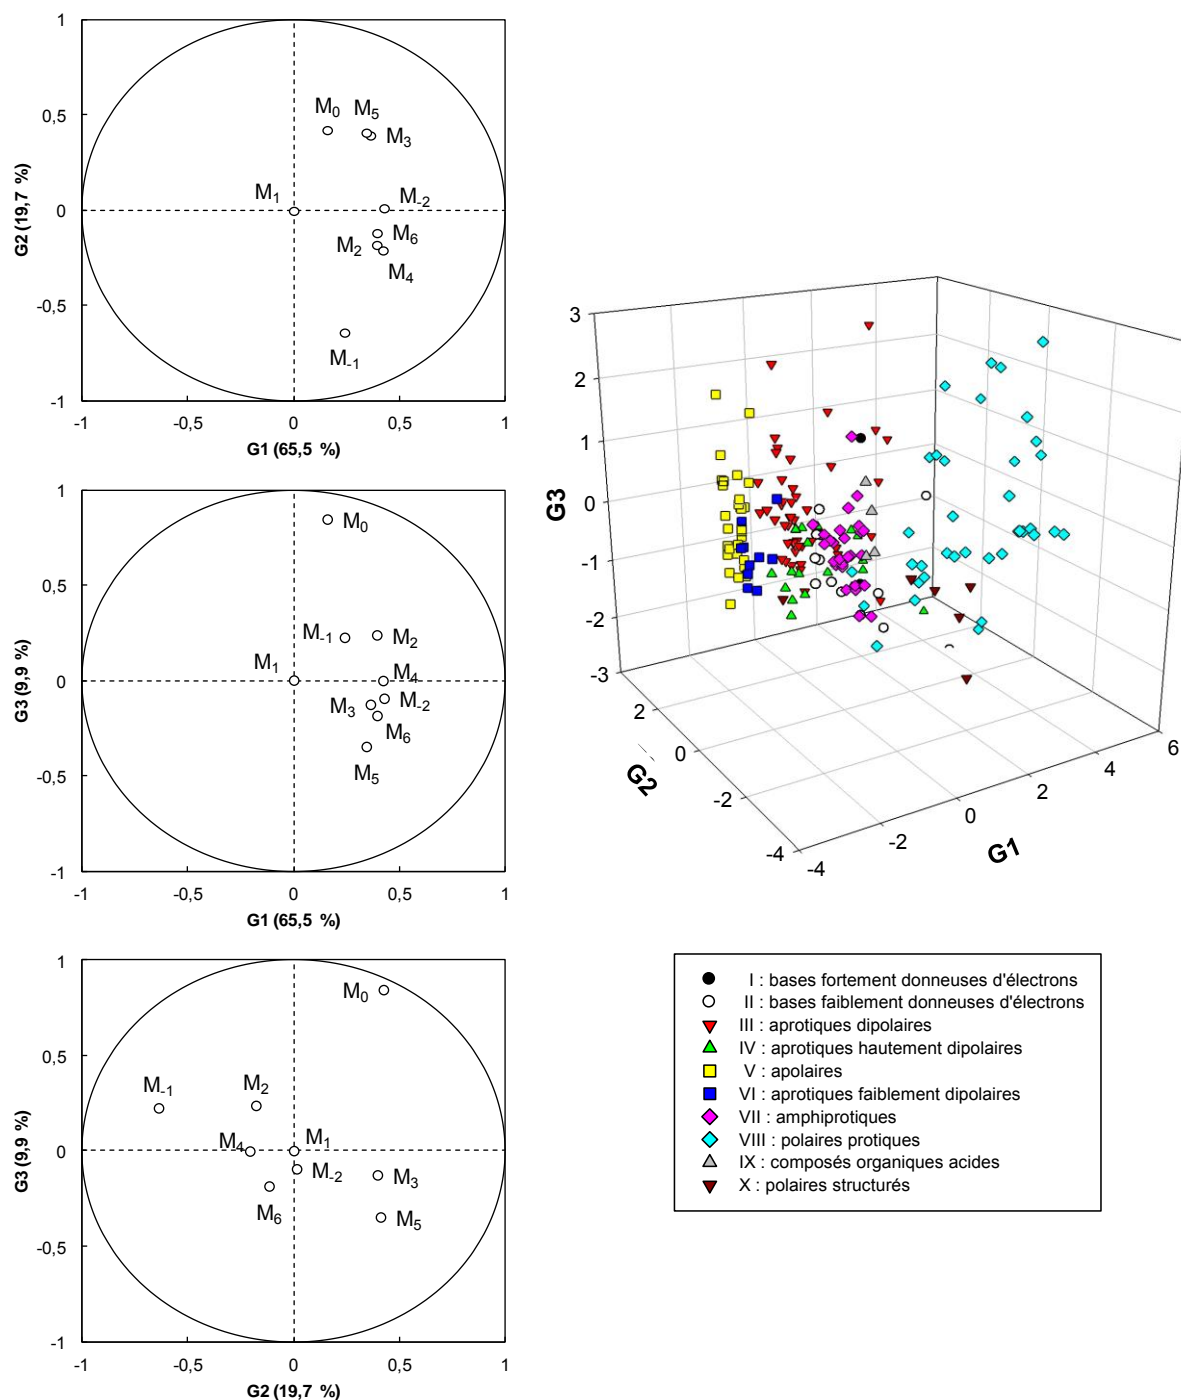 1
0,5
0
-0,5
-1
-1
-0,5
0
0,5
1
G2 (19,7 %)
G1 (65,5 %)
M0
M5
M3
M1
M-2
M6
M2
M4
M-1
1
0,5
0
-0,5
-1
-1
-0,5
0
0,5
1
G3 (9,9 %)
G1 (65,5 %)
M0
M-1
M2
M1
M4
M-2
M3
M6
M5
1
0,5
0
-0,5
-1
-1
-0,5
0
0,5
1
G3 (9,9 %)
G2 (19,7 %)
M0
M-1
M2
M1
M4
M-2
M3
M6
M5
3
2
1
0
-1
-2
-3
G3
2
0
-2
-4
G2
-4
-2
0
2
4
6
G1
I : bases fortement donneuses d'électrons
II : bases faiblement donneuses d'électrons
III : aprotiques dipolaires
IV : aprotiques hautement dipolaires
V : apolaires
VI : aprotiques faiblement dipolaires
VII : amphiprotiques
VIII : polaires protiques
IX : composés organiques acides
X : polaires structurés